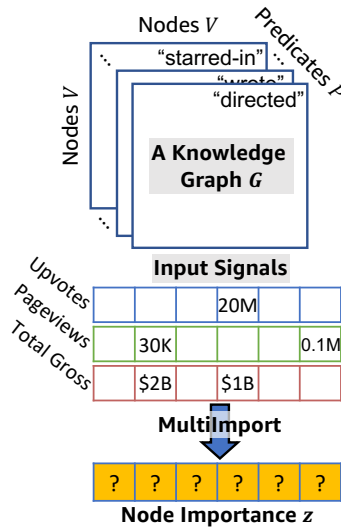 Nodes V
Predicates P
Nodes V
...
"starred-in"
...
"wrote"
"directed"
A Knowledge
Graph G
...
Input Signals
Upvotes
20M
Pageviews
30K
0.1M
Total Gross
$2B
$1B
MultiImport
? ? ? ? ? ?
Node Importance z